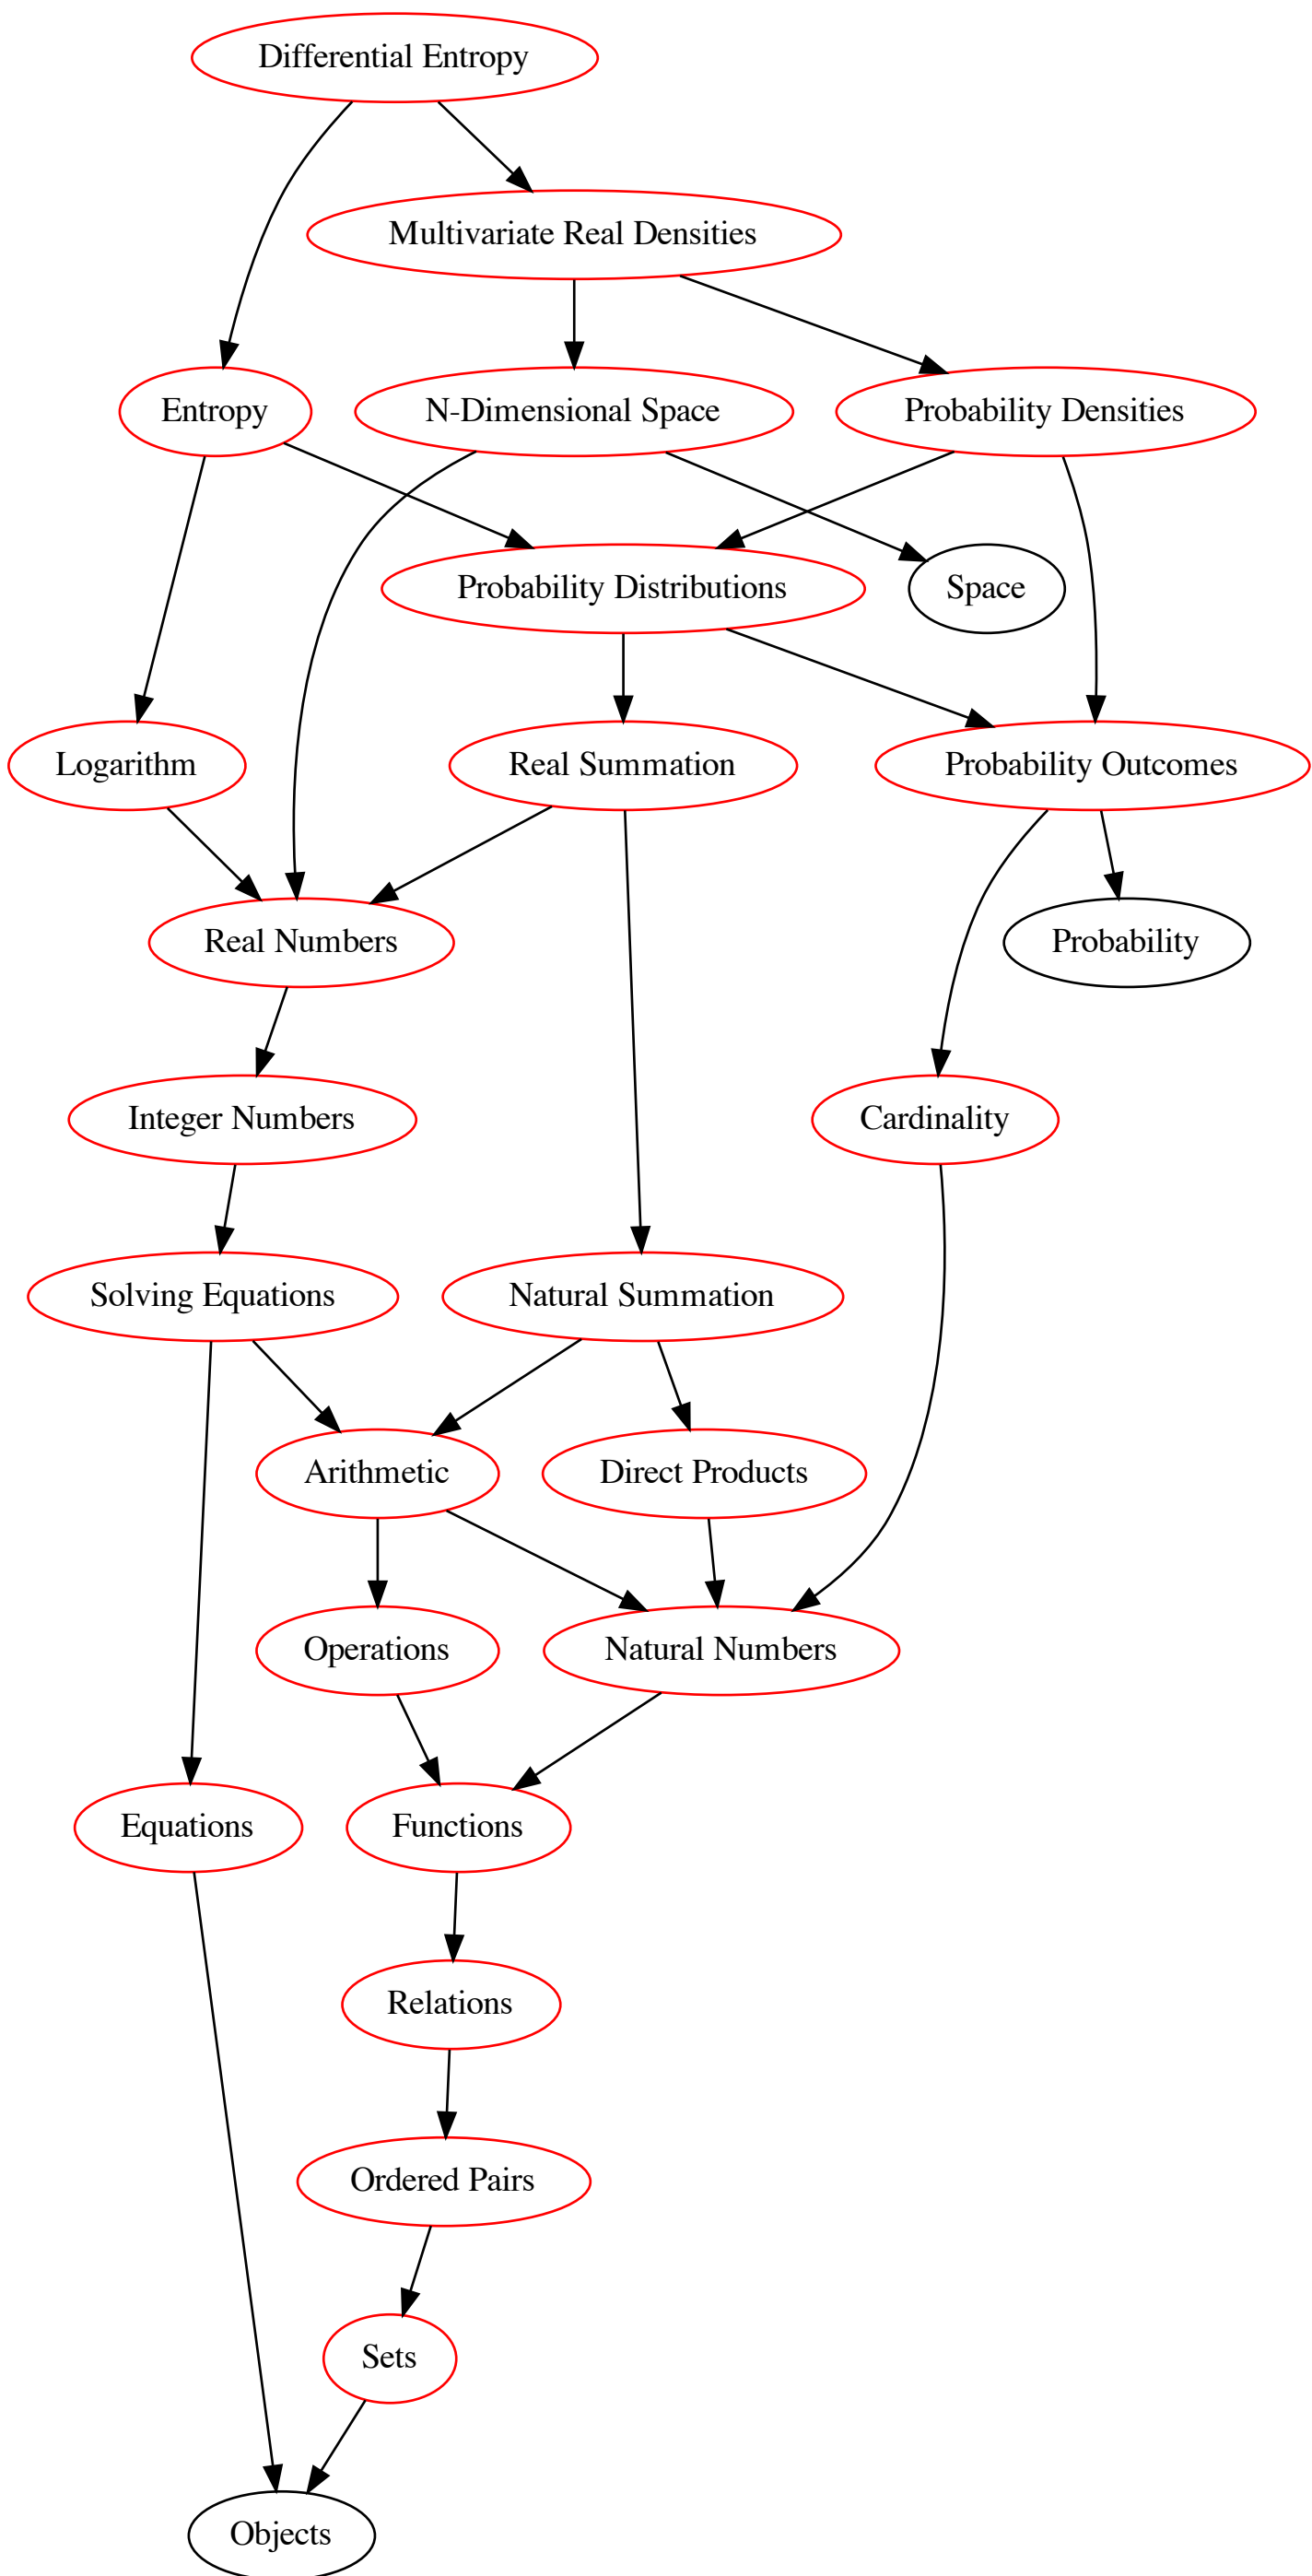 Differential Entropy
Multivariate Real Densities
Entropy
N-Dimensional Space
Probability Densities
Probability Distributions
Space
Logarithm
Real Summation
Probability Outcomes
Real Numbers
Probability
Integer Numbers
Cardinality
Solving Equations
Natural Summation
Arithmetic
Direct Products
Operations
Natural Numbers
Equations
Functions
Relations
Ordered Pairs
Sets
Objects